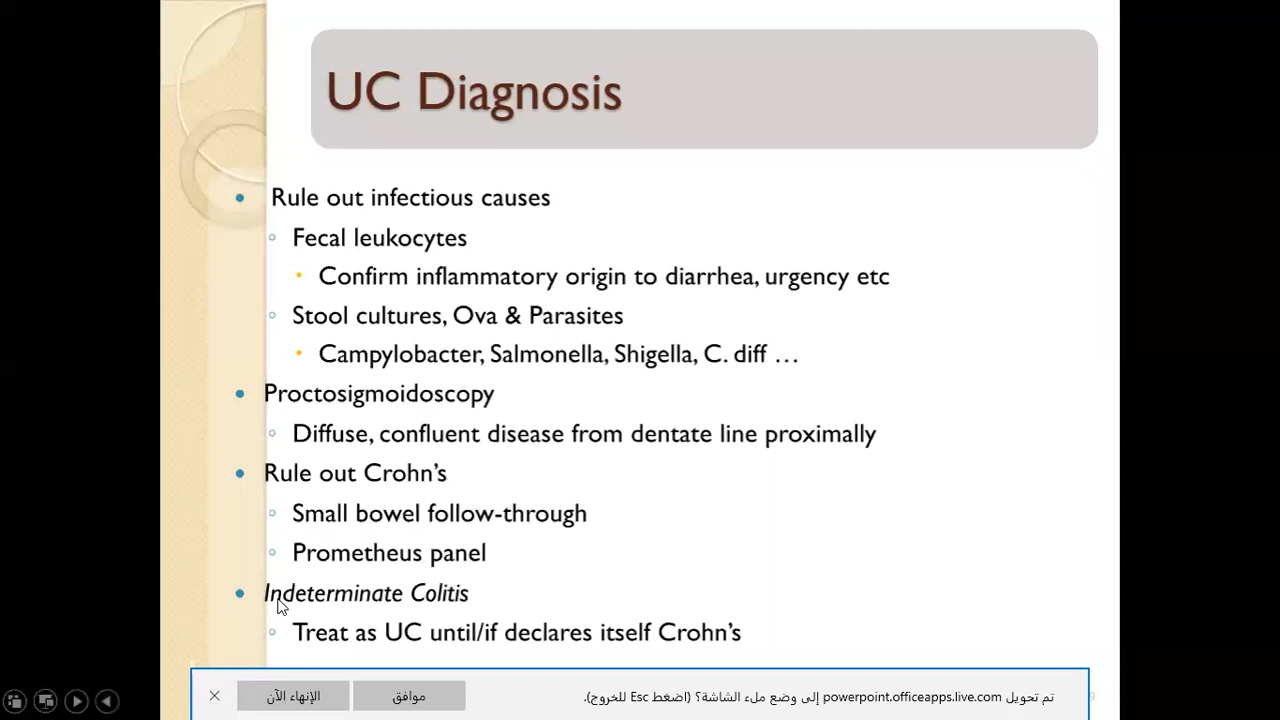 UC Diagnosis
Rule out infectious causes
Fecal leukocytes
Confirm inflammatory origin to diarrhea, urgency etc
Stool cultures, Ova & Parasites
Campylobacter, Salmonella, Shigella, C. diff …
Proctosigmoidoscopy
Diffuse, confluent disease from dentate line proximally
Rule out Crohn’s
Small bowel follow-through
Prometheus panel
Indeterminate Colitis
Treat as UC until/if declares itself Crohn’s
تم تحويل powerpoint.officeapps.live.com إلى وضع ملء الشاشة؟ (اضغط Esc للخروج).
موافق
الإنهاء الآن